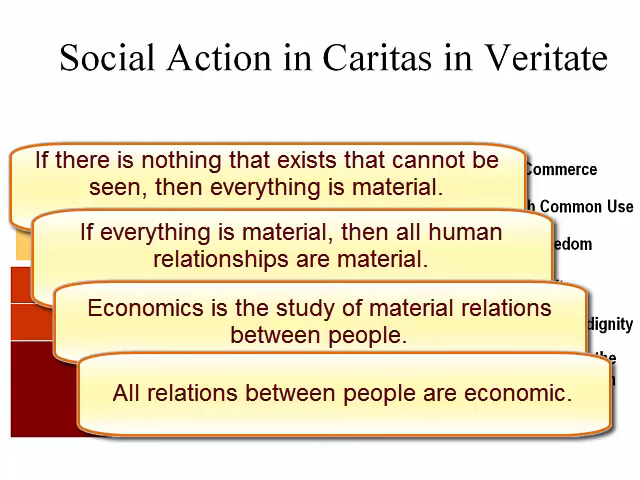 Social Action in Caritas in Veritate
If there is nothing that exists that cannot be
seen, then everything is material.
Commerce
Common Use
If everything is material, then all human
relationships are material.
Economics is the study of material relations
between people.
dignity
the
All relations between people are economic.